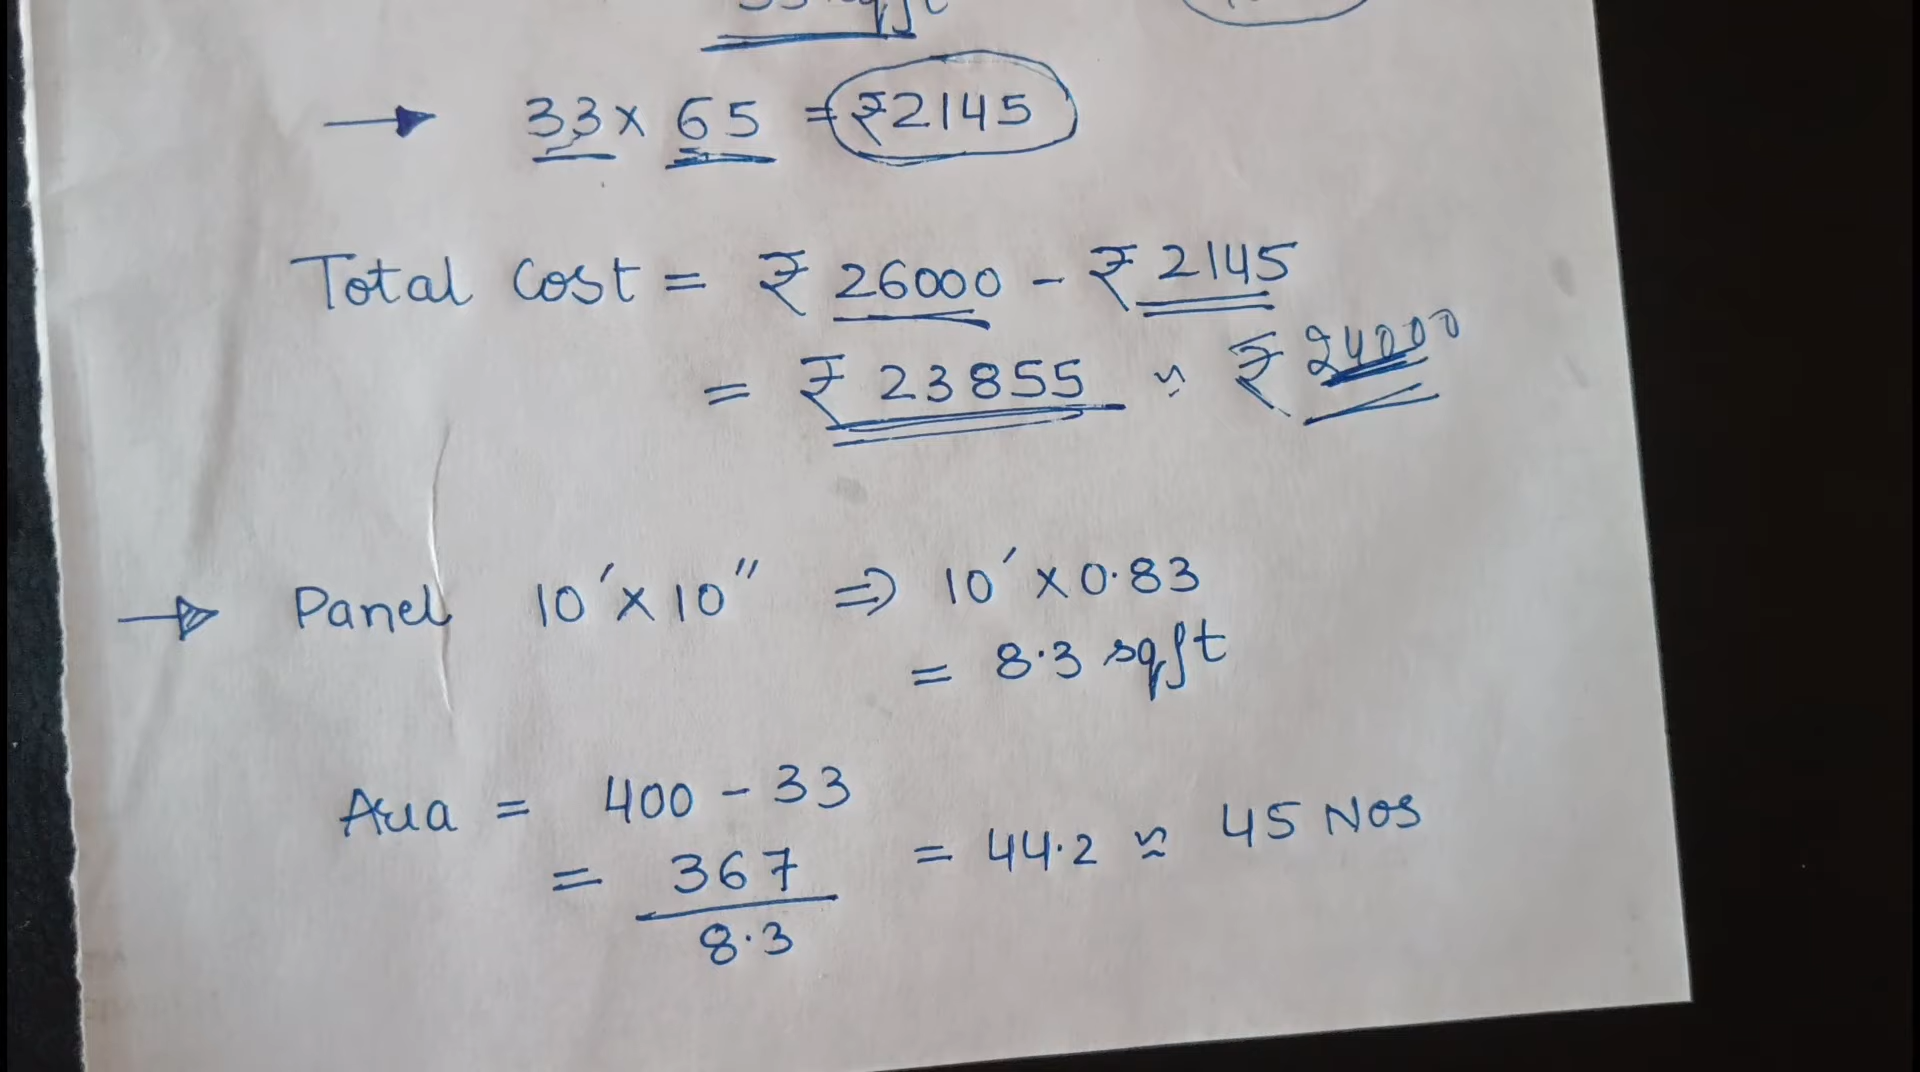 33 × 65 = ₹2145
Total Cost = ₹ 26000 - ₹ 2145
= ₹ 23855 ≈ ₹ 24000
Panel 10' × 10" ⇒ 10' × 0.83
= 8.3 sqft
Area = 400 - 33
= 367 / 8.3 = 44.2 ≈ 45 Nos